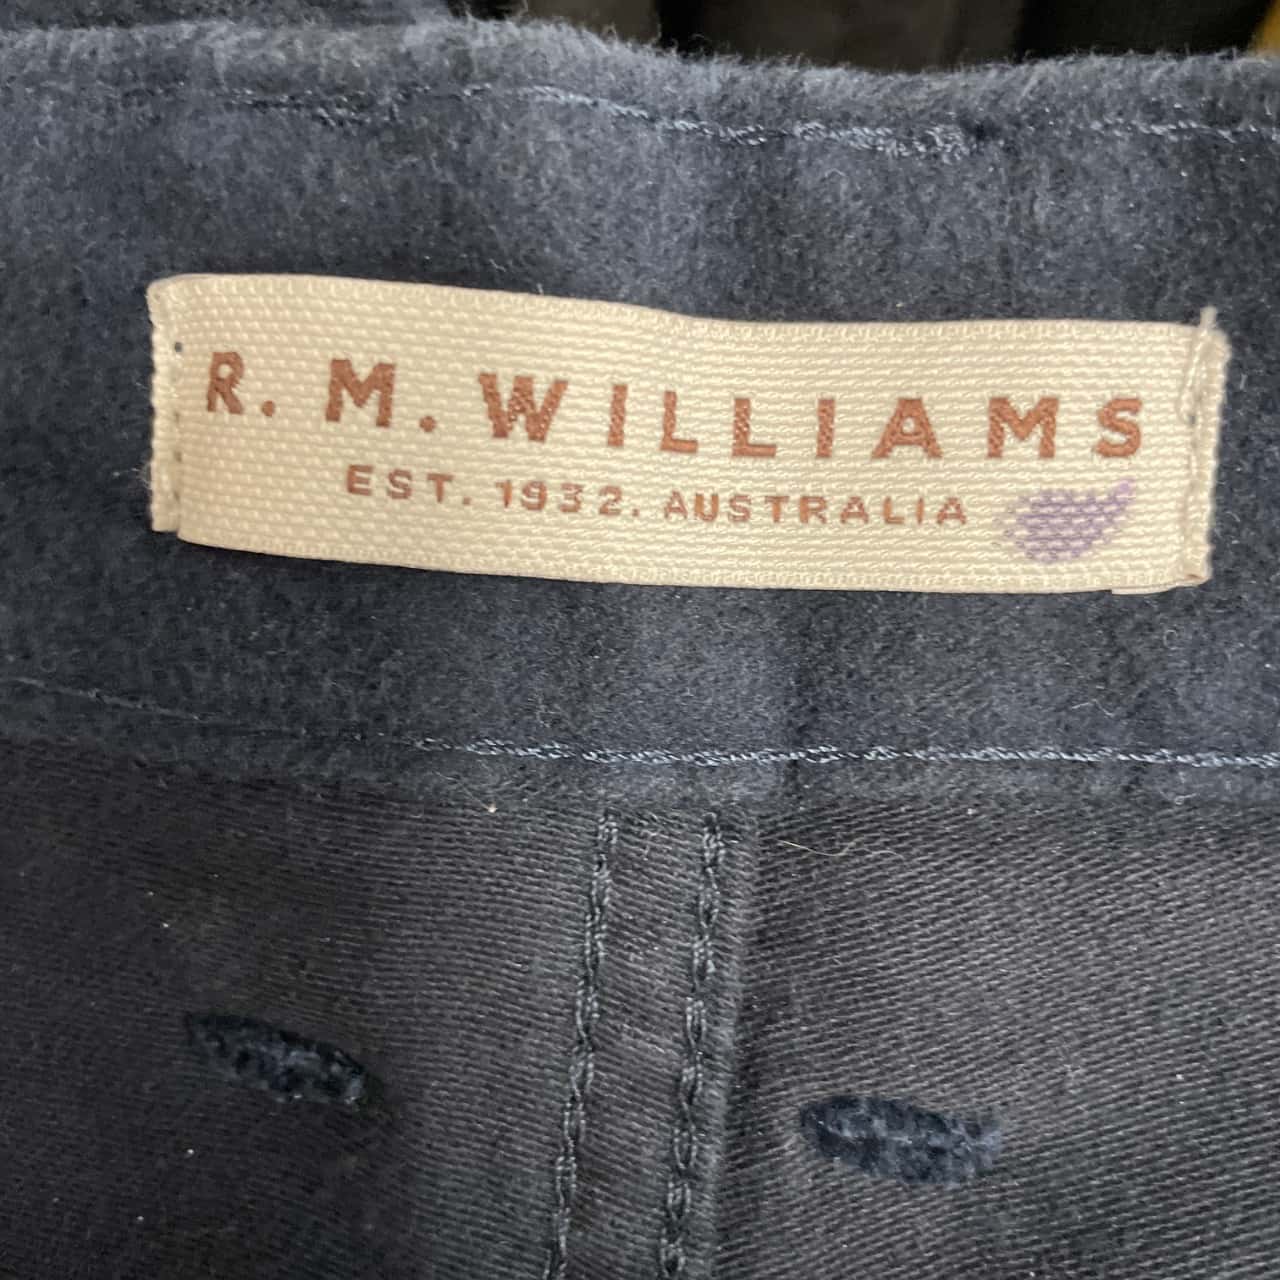 R. M. WILLIAMS
EST. 1932. AUSTRALIA